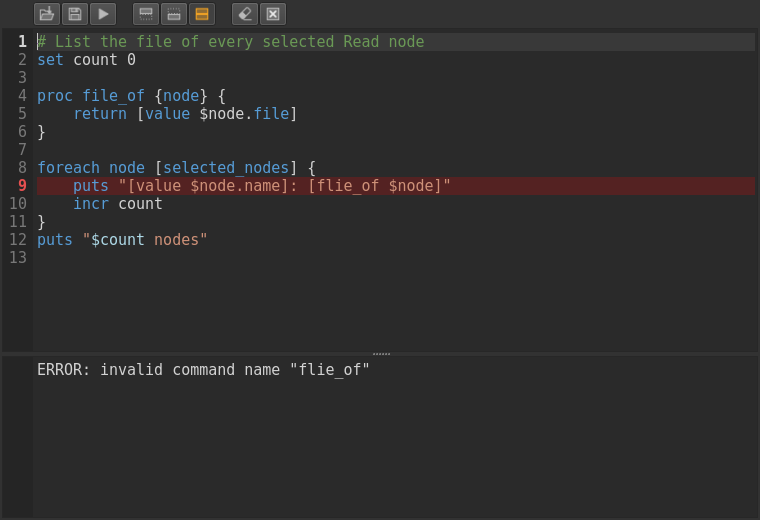 1 # List the file of every selected Read node
2 set count 0
3
4 proc file_of {node} {
5     return [value $node.file]
6 }
7
8 foreach node [selected_nodes] {
9     puts "[value $node.name]: [flie_of $node]"
10     incr count
11 }
12 puts "$count nodes"
13
ERROR: invalid command name "flie_of"